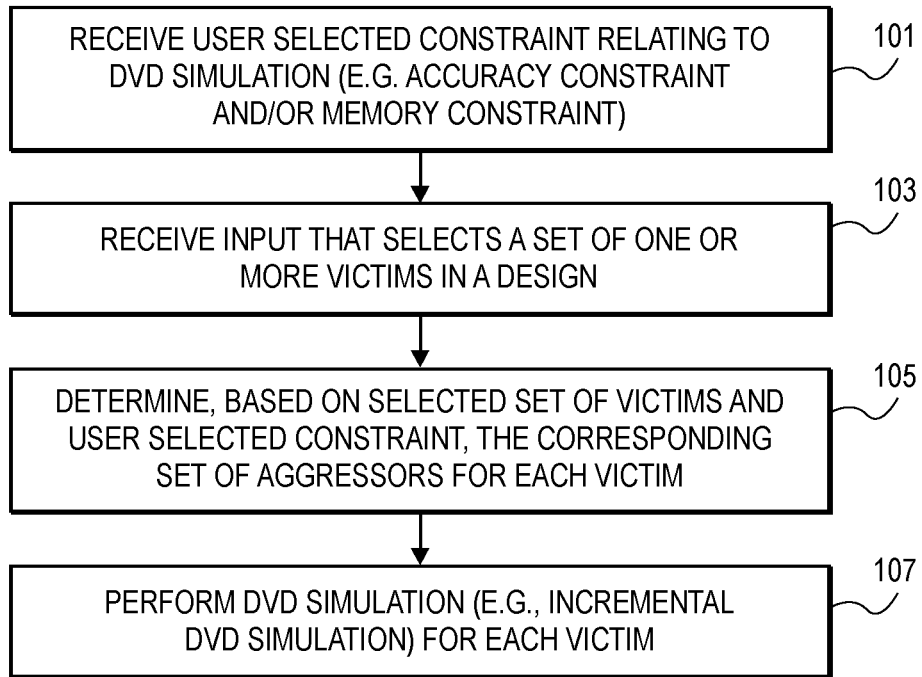 RECEIVE USER SELECTED CONSTRAINT RELATING TO
DVD SIMULATION (E.G. ACCURACY CONSTRAINT
AND/OR MEMORY CONSTRAINT)
101
RECEIVE INPUT THAT SELECTS A SET OF ONE OR
MORE VICTIMS IN A DESIGN
103
DETERMINE, BASED ON SELECTED SET OF VICTIMS AND
USER SELECTED CONSTRAINT, THE CORRESPONDING
SET OF AGGRESSORS FOR EACH VICTIM
105
PERFORM DVD SIMULATION (E.G., INCREMENTAL
DVD SIMULATION) FOR EACH VICTIM
107